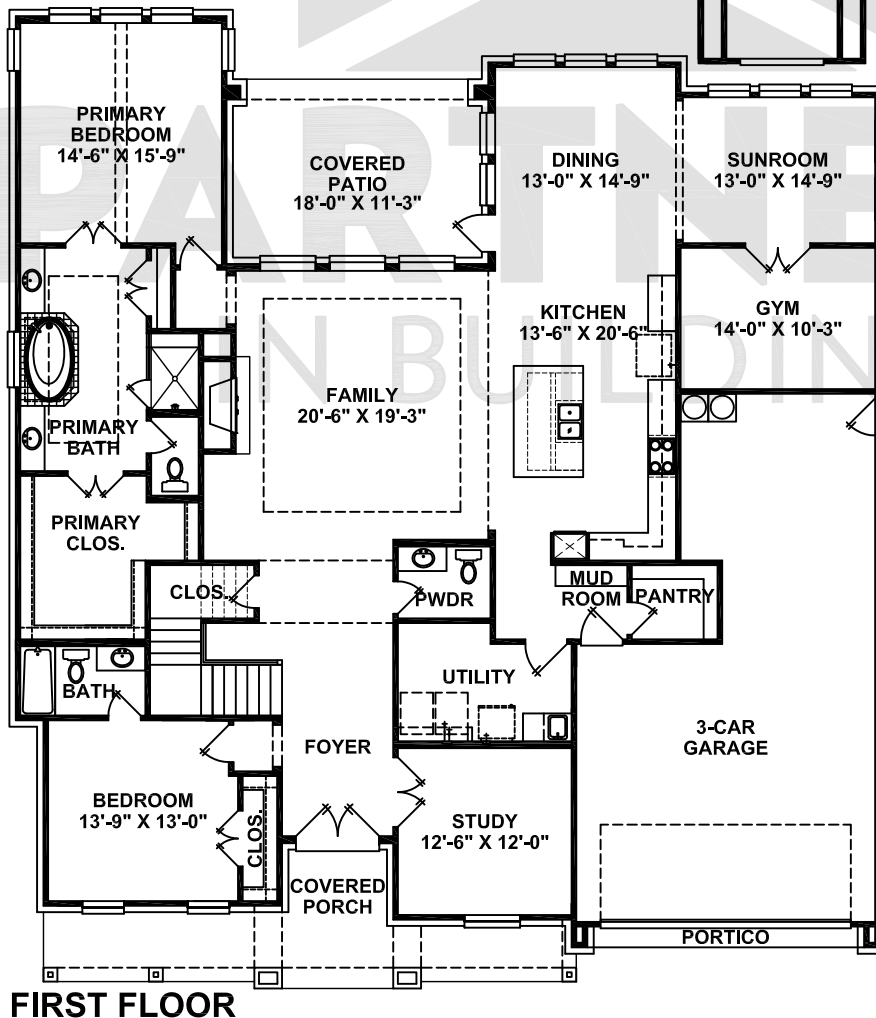 PRIMARY
BEDROOM
14'-6" X 15'-9"
COVERED
PATIO
18'-0" X 11'-3"
DINING
13'-0" X 14'-9"
SUNROOM
13'-0" X 14'-9"
PARTNE
IN BUILDIN
KITCHEN
13'-6" X 20'-6"
GYM
14'-0" X 10'-3"
FAMILY
20'-6" X 19'-3"
PRIMARY
BATH
PRIMARY
CLOS.
CLOS.
PWDR
MUD
ROOM
PANTRY
UTILITY
BATH
FOYER
3-CAR
GARAGE
BEDROOM
13'-9" X 13'-0"
CLOS.
STUDY
12'-6" X 12'-0"
COVERED
PORCH
PORTICO
FIRST FLOOR